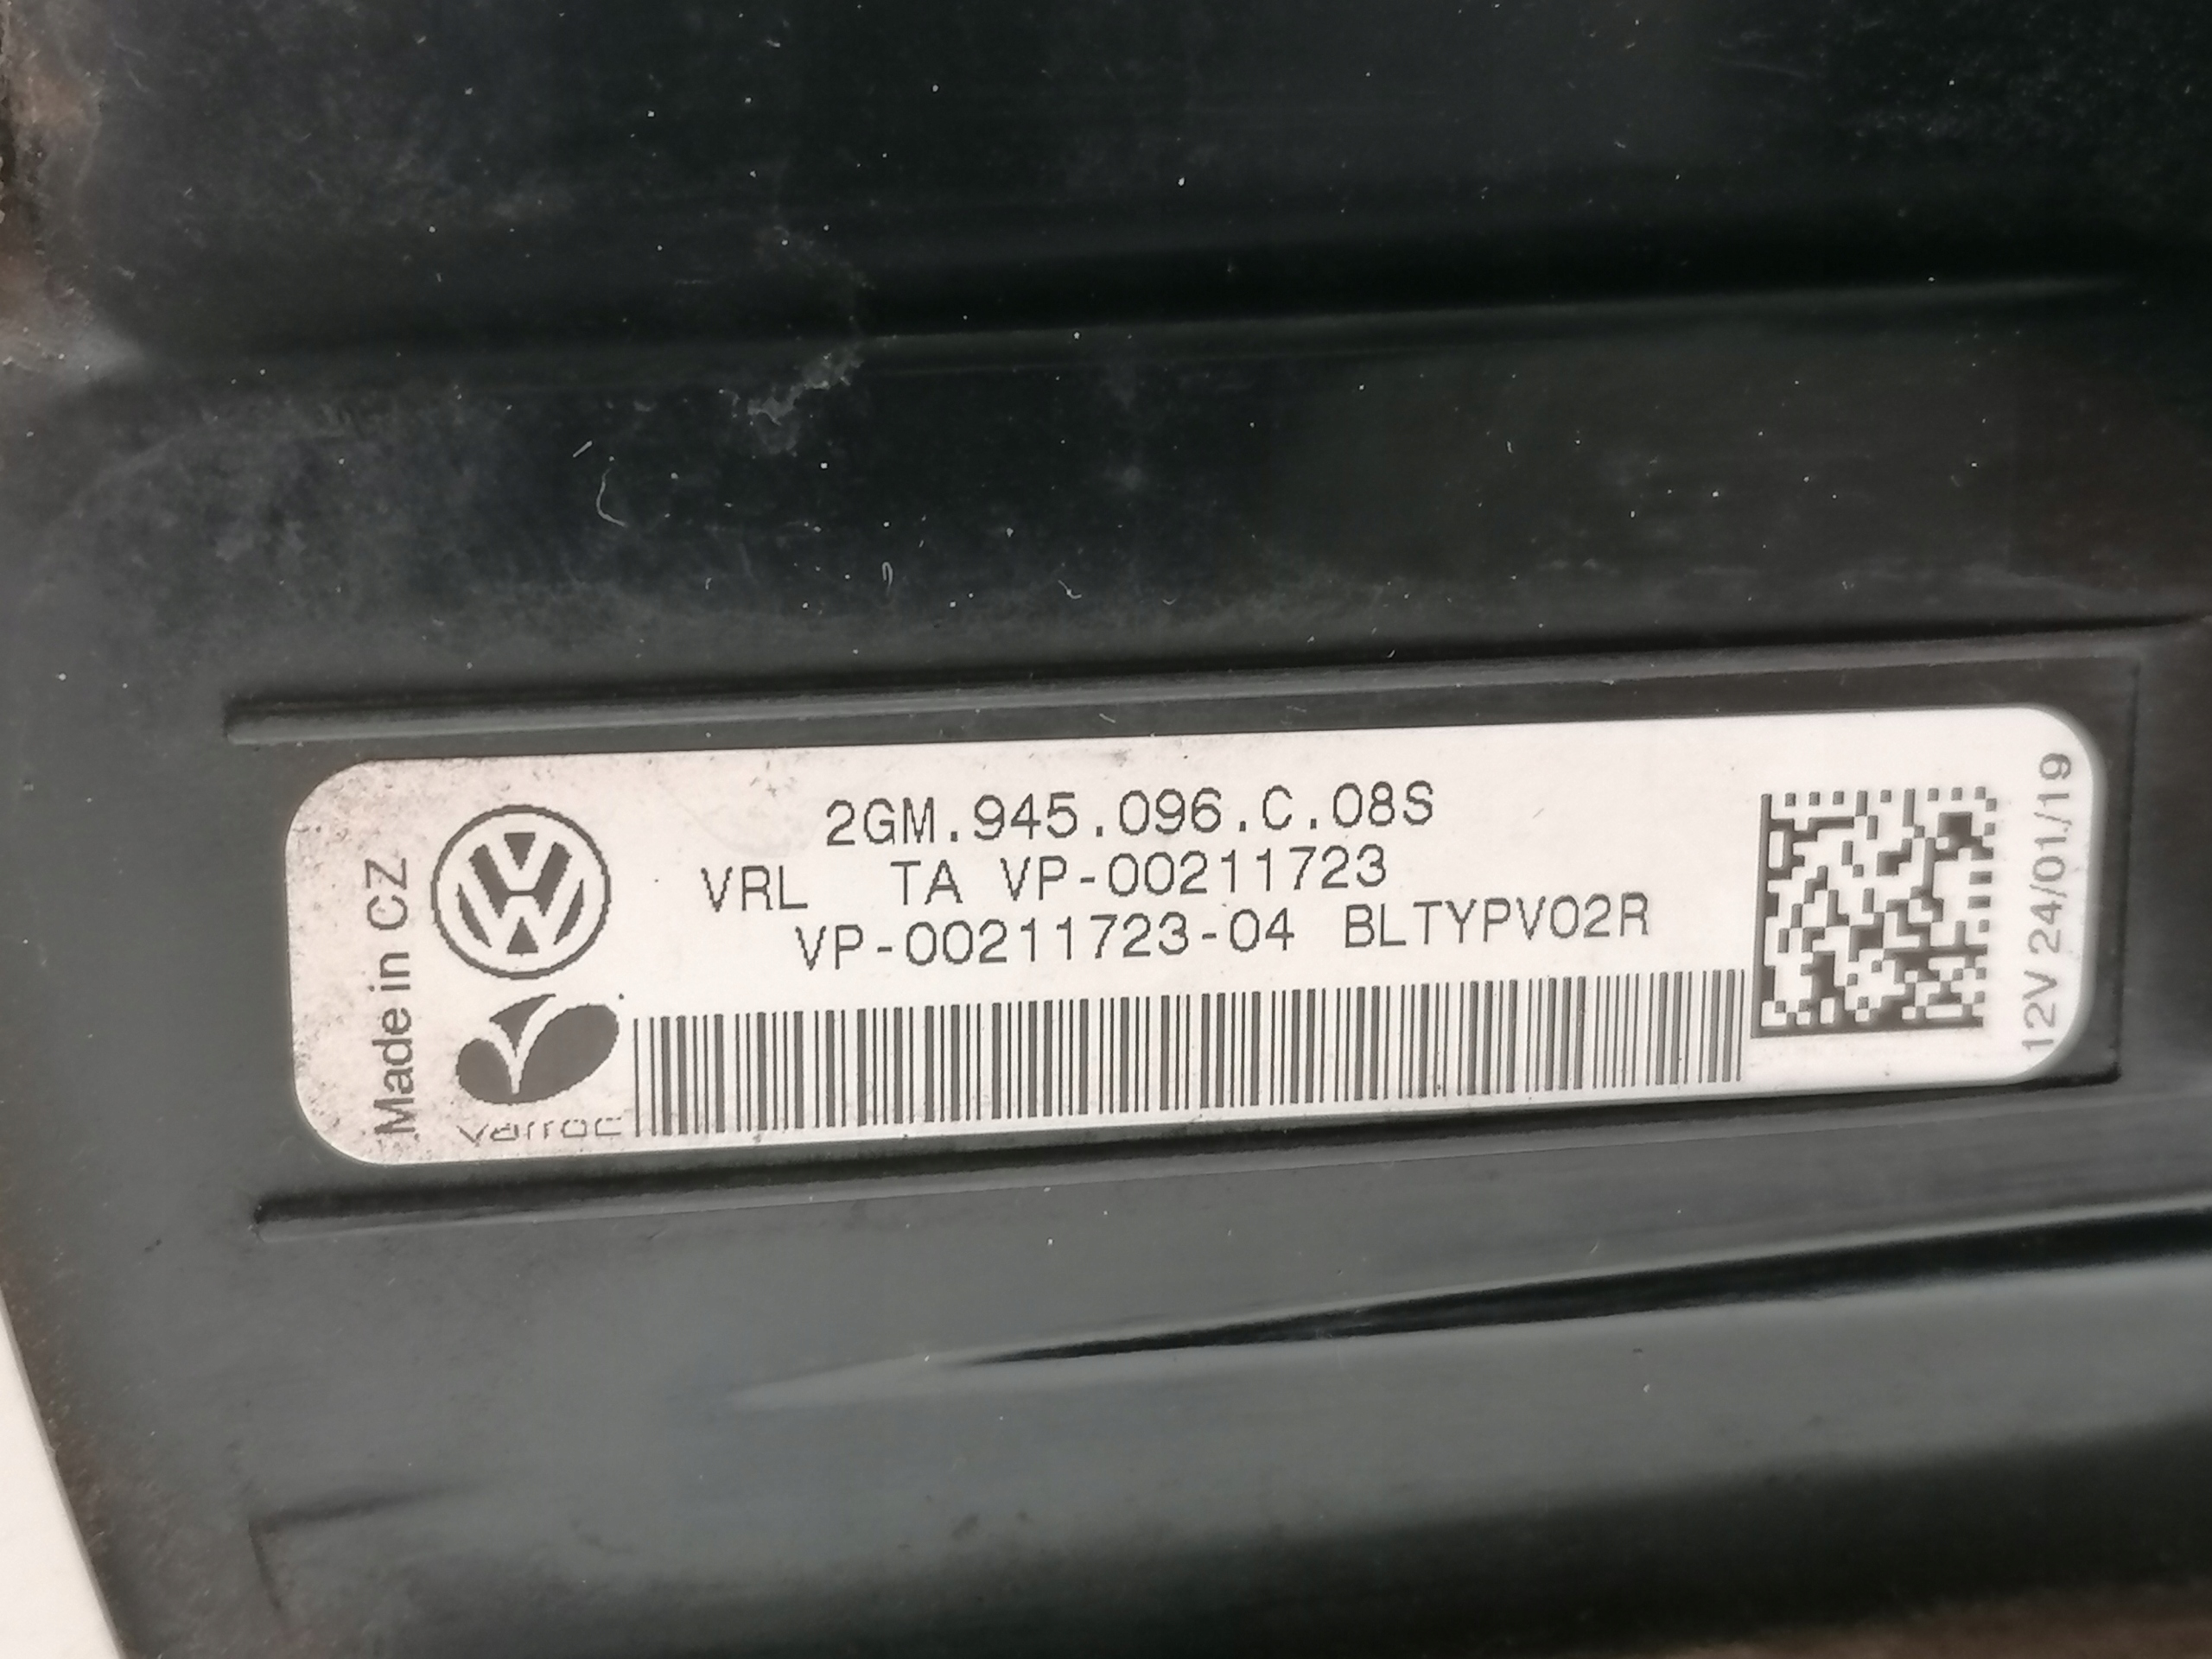 Made in CZ
2GM.945.096.C.08S
VRL TA VP-00211723
VP-00211723-04 BLTYPV02R
varroc
12V 24/01/19